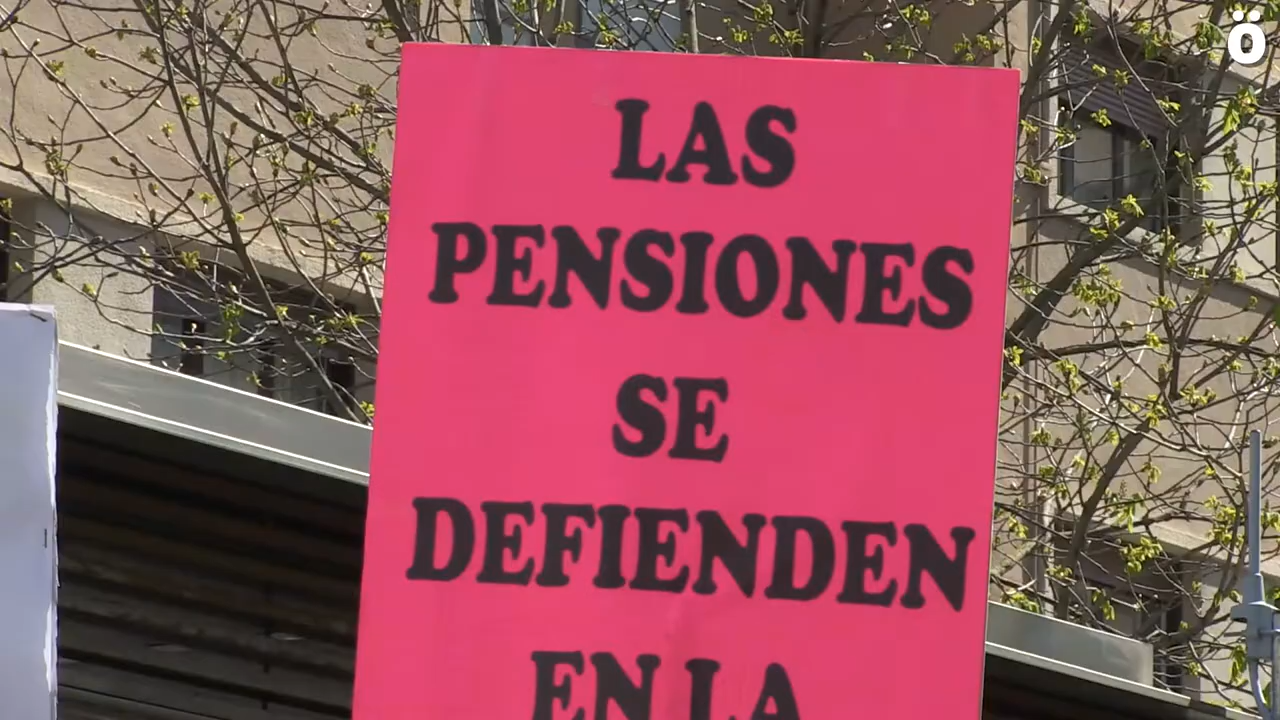 ö
LAS
PENSIONES
SE
DEFIENDEN
EN LA